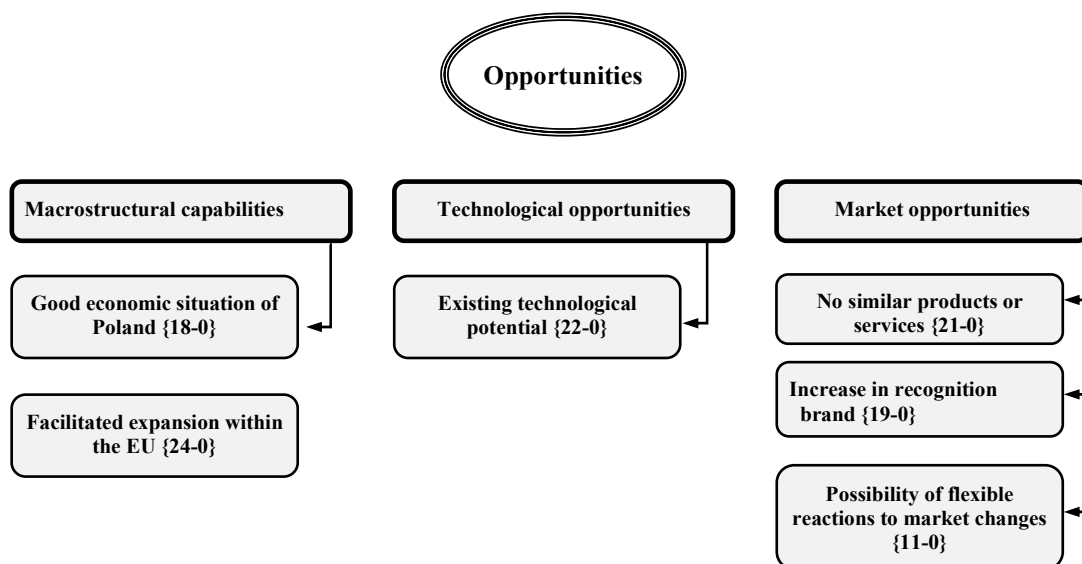 Opportunities
Macrostructural capabilities
Good economic situation of
Poland {18-0}
Facilitated expansion within
the EU {24-0}
Technological opportunities
Existing technological
potential {22-0}
Market opportunities
No similar products or
services {21-0}
Increase in recognition
brand {19-0}
Possibility of flexible
reactions to market changes
{11-0}